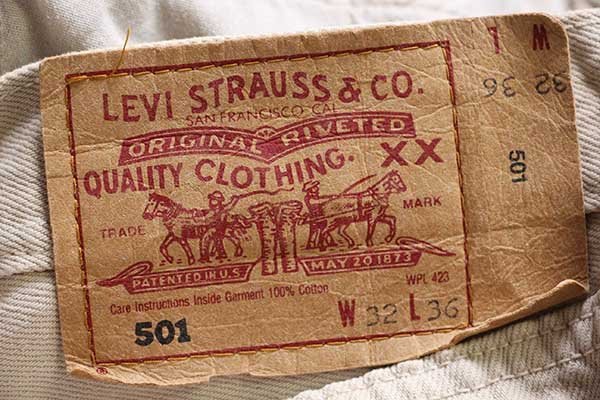 LEVI STRAUSS & CO.
SAN FRANCISCO CAL
ORIGINAL RIVETED
QUALITY CLOTHING. XX
TRADE MARK
PATENTED IN U.S. MAY 20 1873
WPL 423
Care Instructions Inside Garment 100% Cotton
501 W 32 L 36
®
L W
36 32
501